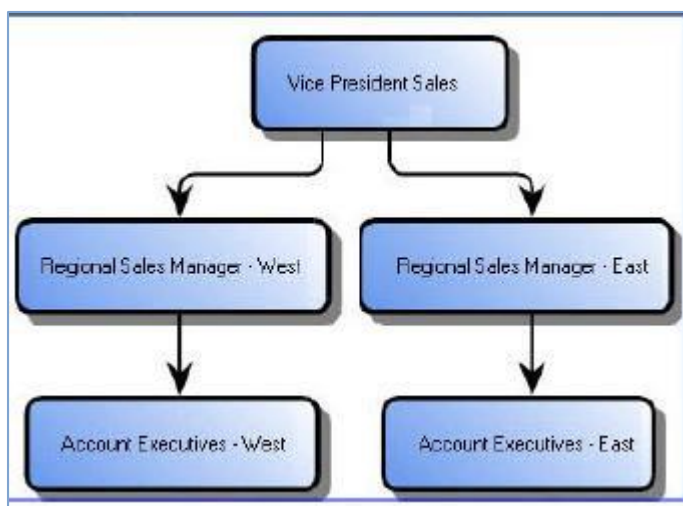 Vice President Sales
Regional Sales Manager - West
Regional Sales Manager - East
Account Executives - West
Account Executives - East